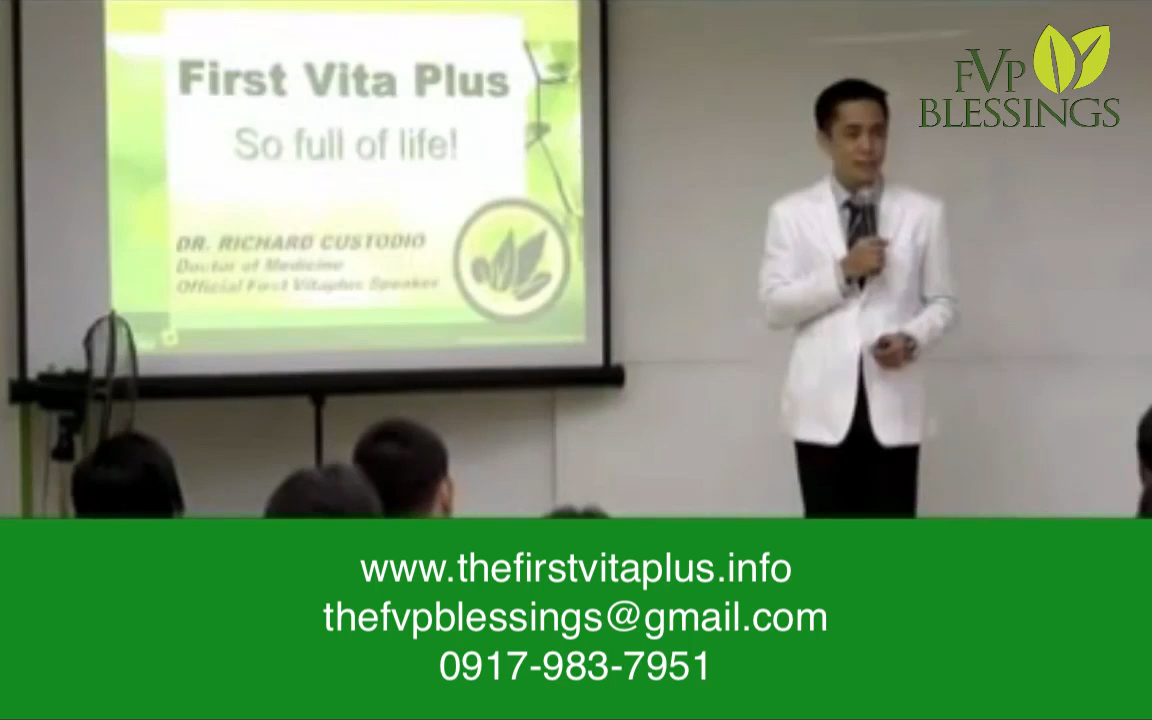 First Vita Plus
So full of life!
DR. RICHARD CUSTODIO
Doctor of Medicine
Official First Vitaplus Speaker
FVP
BLESSINGS
www.thefirstvitaplus.info
thefvpblessings@gmail.com
0917-983-7951